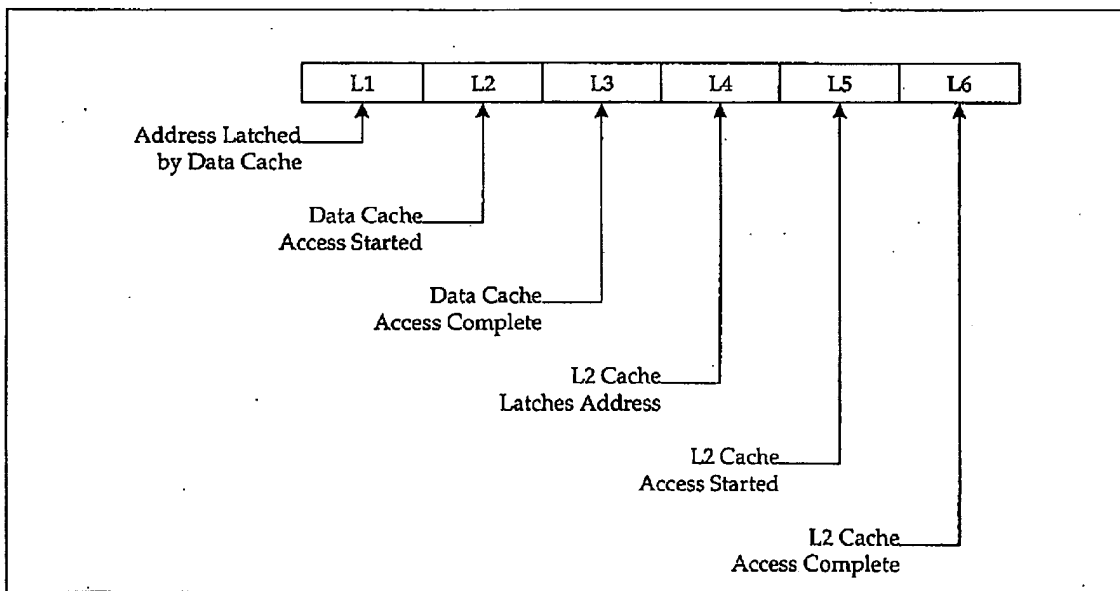 L1 L2 L3 L4 L5 L6
Address Latched
by Data Cache
Data Cache
Access Started
Data Cache
Access Complete
L2 Cache
Latches Address
L2 Cache
Access Started
L2 Cache
Access Complete